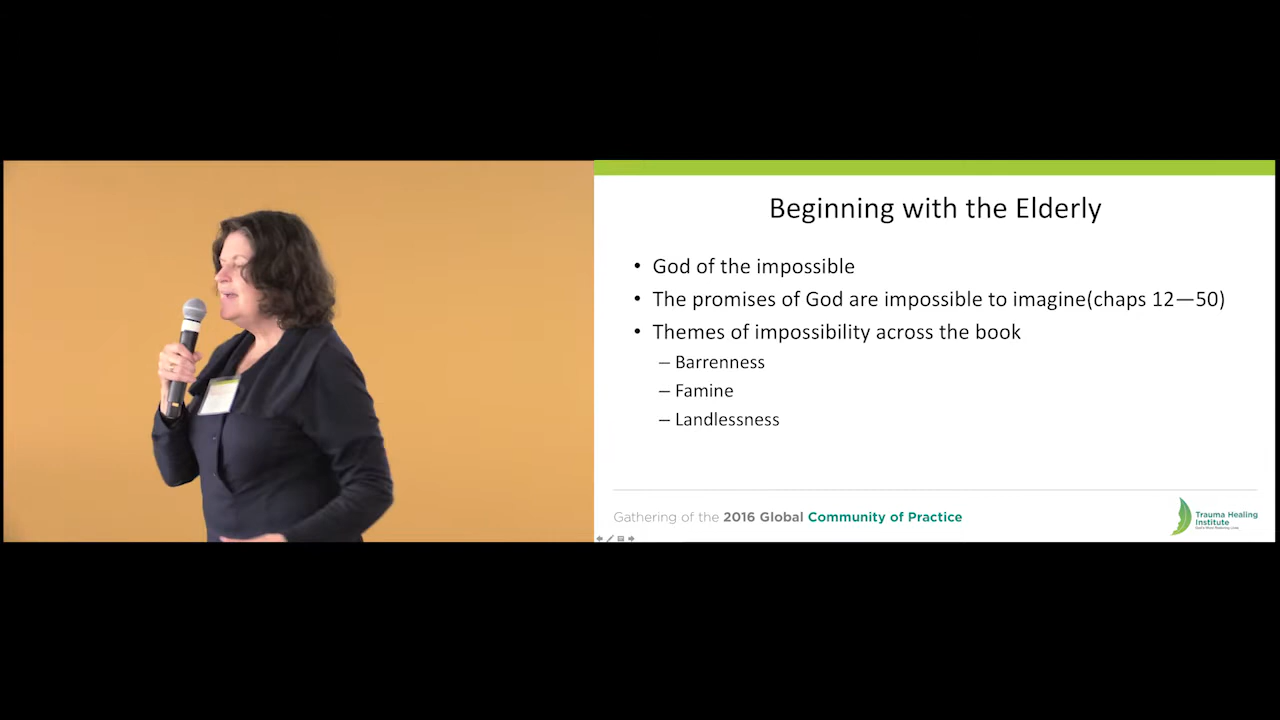 Beginning with the Elderly
• God of the impossible
• The promises of God are impossible to imagine(chaps 12—50)
• Themes of impossibility across the book
– Barrenness
– Famine
– Landlessness
Gathering of the 2016 Global Community of Practice
Trauma Healing
Institute